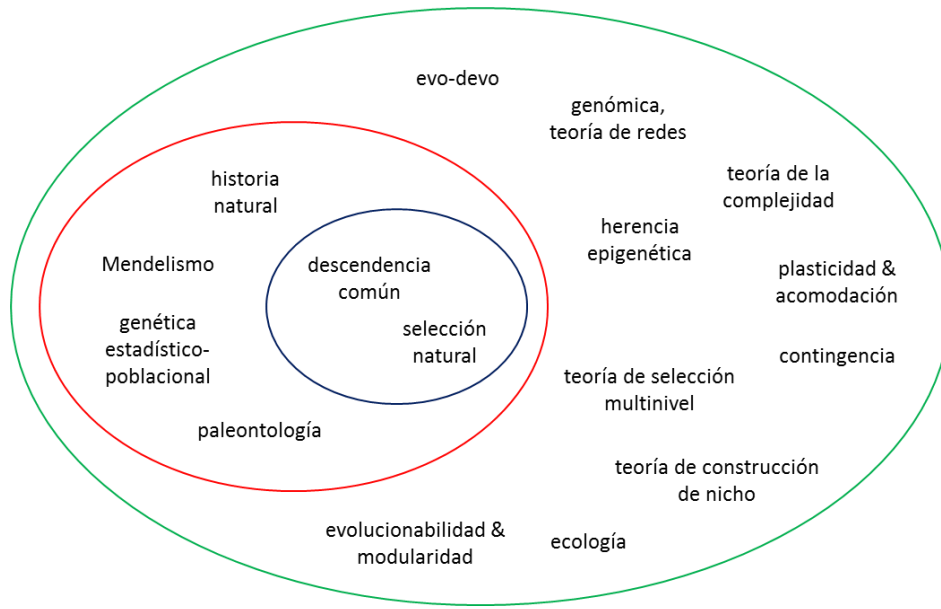 evo-devo
genómica,
teoría de redes
teoría de la
complejidad
historia
natural
herencia
epigenética
Mendelismo
descendencia
común
plasticidad &
acomodación
genética
estadístico-
poblacional
selección
natural
contingencia
teoría de selección
multinivel
paleontología
teoría de construcción
de nicho
evolucionabilidad &
modularidad
ecología